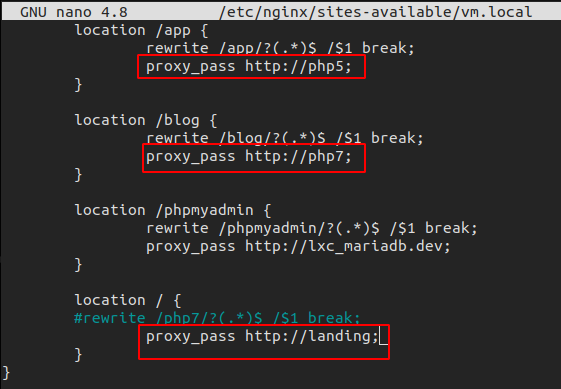 GNU nano 4.8 /etc/nginx/sites-available/vm.local
location /app {
rewrite /app/?(.*)$ /$1 break;
proxy_pass http://php5;
}
location /blog {
rewrite /blog/?(.*)$ /$1 break;
proxy_pass http://php7;
}
location /phpmyadmin {
rewrite /phpmyadmin/?(.*)$ /$1 break;
proxy_pass http://lxc_mariadb.dev;
}
location / {
#rewrite /php7/?(.*)$ /$1 break;
proxy_pass http://landing;
}
}